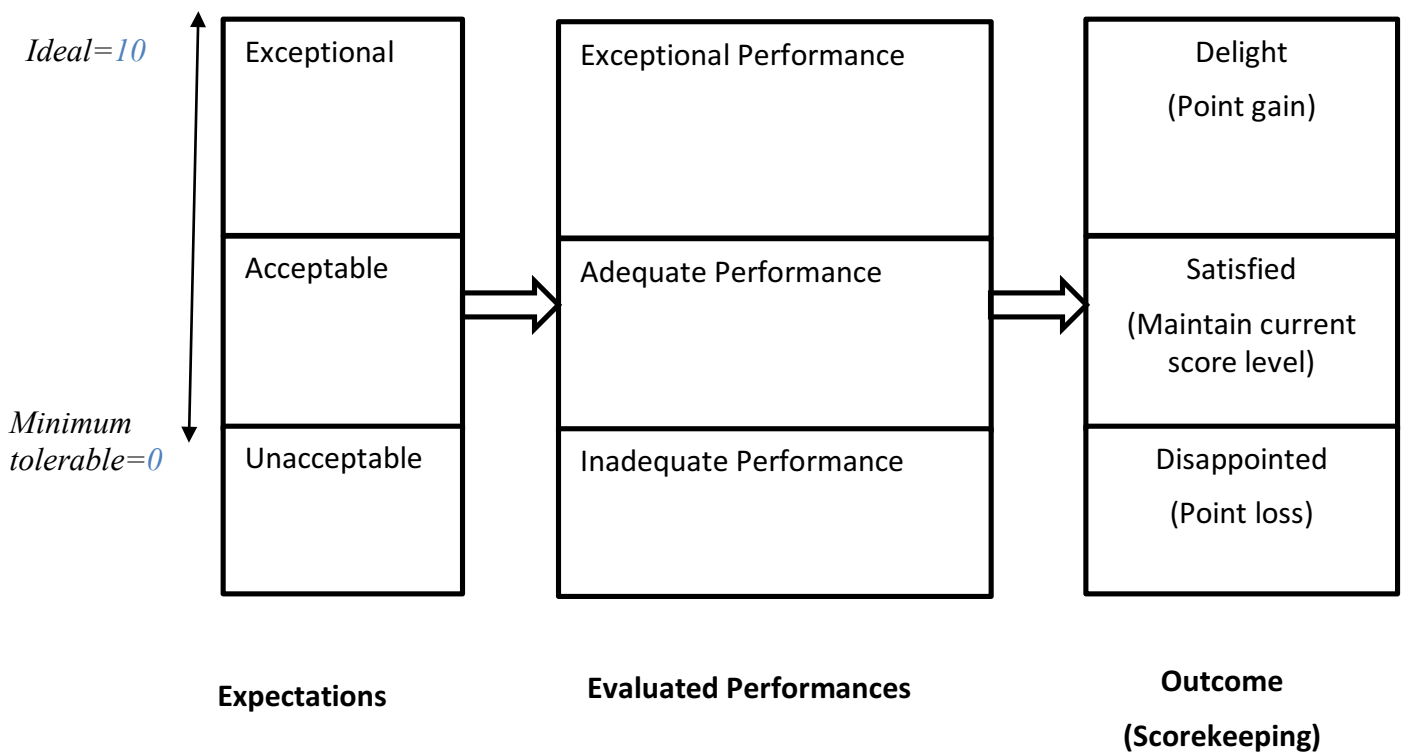 Ideal=10
Exceptional
Exceptional Performance
Delight
(Point gain)
Acceptable
Adequate Performance
Satisfied
(Maintain current
score level)
Minimum
tolerable=0
Unacceptable
Inadequate Performance
Disappointed
(Point loss)
Expectations
Evaluated Performances
Outcome
(Scorekeeping)